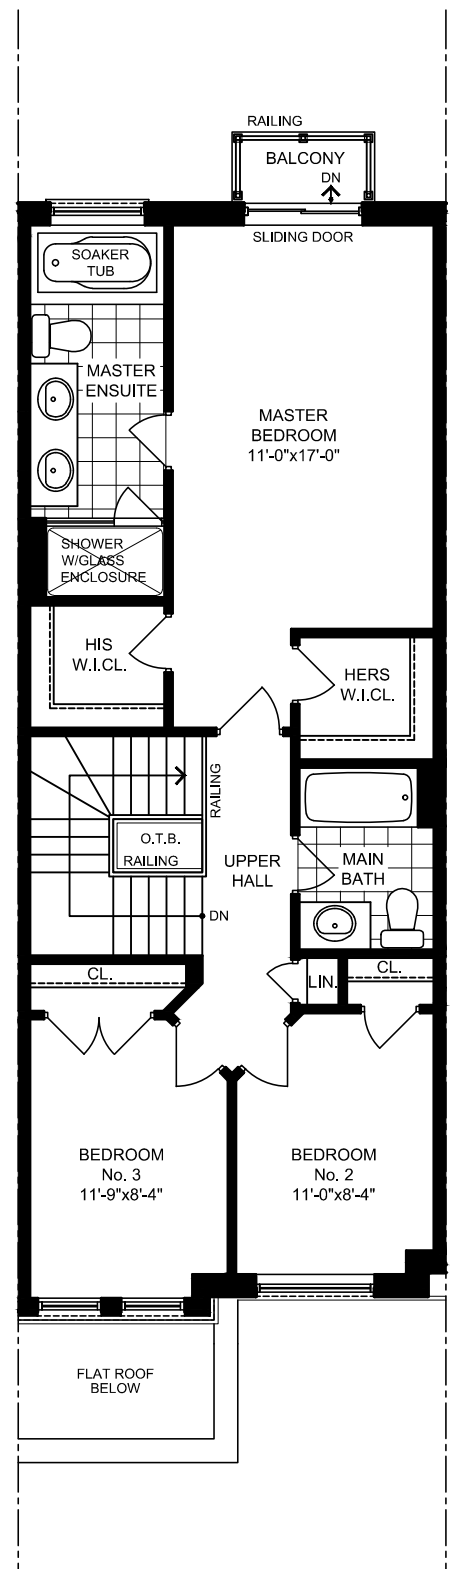 RAILING
BALCONY
DN
SLIDING DOOR
SOAKER
TUB
MASTER
ENSUITE
MASTER
BEDROOM
11'-0"x17'-0"
SHOWER
W/GLASS
ENCLOSURE
HIS
W.I.CL.
HERS
W.I.CL.
RAILING
O.T.B.
RAILING
UPPER
HALL
MAIN
BATH
DN
CL.
LIN.
CL.
BEDROOM
No. 3
11'-9"x8'-4"
BEDROOM
No. 2
11'-0"x8'-4"
FLAT ROOF
BELOW